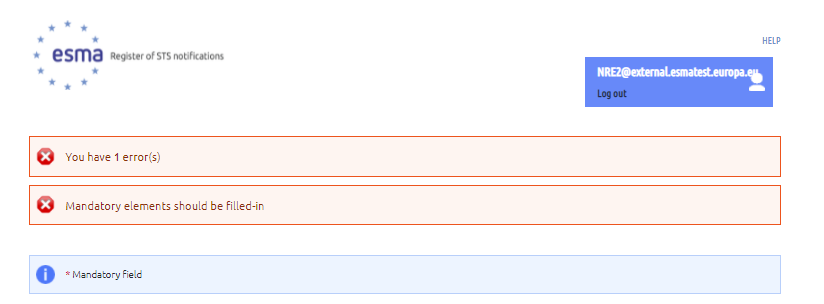 HELP
esma Register of STS notifications
NRE2@external.esmatest.europa.eu
Log out
You have 1 error(s)
Mandatory elements should be filled-in
* Mandatory field